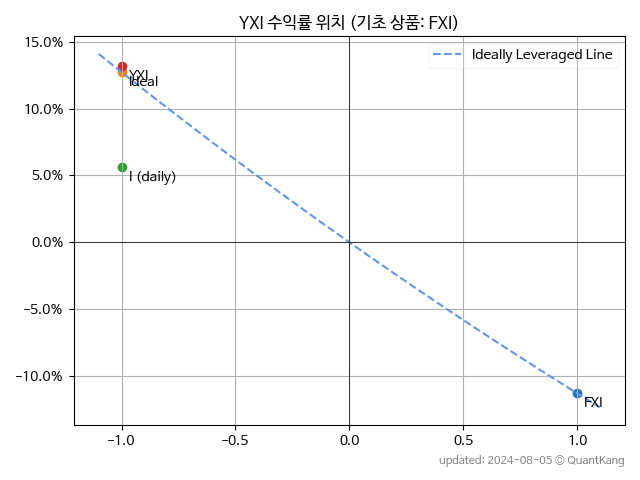 YXI 수익률 위치 (기초 상품: FXI)
15.0%
10.0%
5.0%
0.0%
−5.0%
−10.0%
Ideally Leveraged Line
YXI
Ideal
I (daily)
FXI
−1.0
−0.5
0.0
0.5
1.0
updated: 2024-08-05 © QuantKang